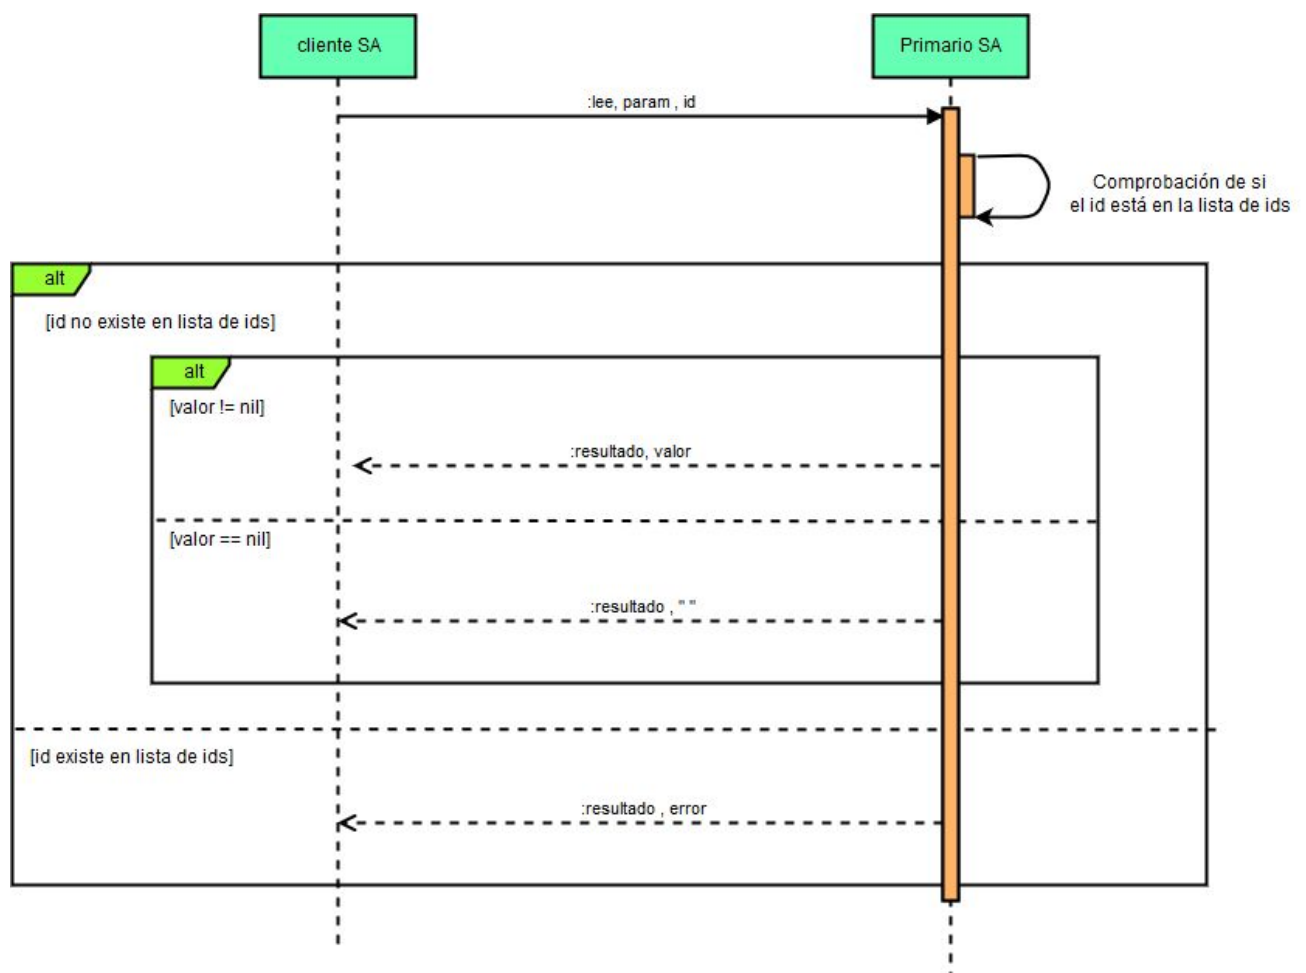 cliente SA
Primario SA
:lee, param , id
Comprobación de si
el id está en la lista de ids
alt
[id no existe en lista de ids]
alt
[valor != nil]
:resultado, valor
[valor == nil]
:resultado , " "
[id existe en lista de ids]
:resultado , error